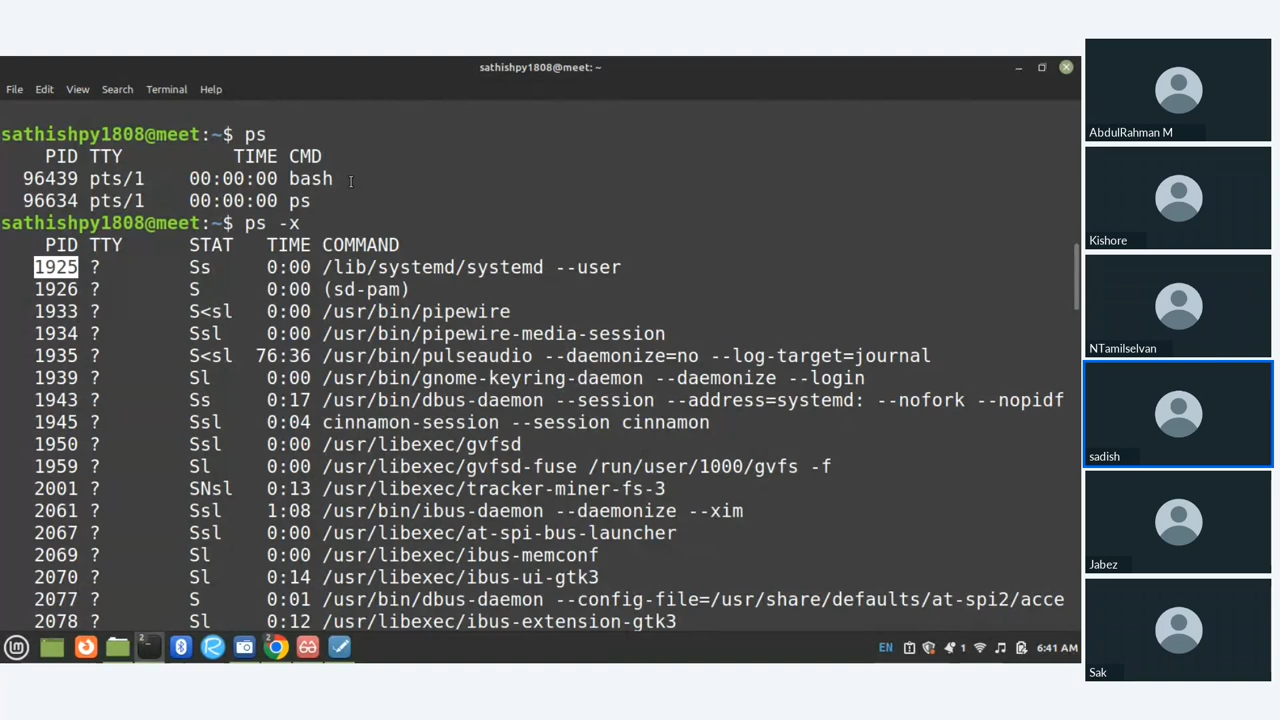 sathishpy1808@meet: ~
File Edit View Search Terminal Help
sathishpy1808@meet:~$ ps
PID TTY TIME CMD
96439 pts/1 00:00:00 bash
96634 pts/1 00:00:00 ps
sathishpy1808@meet:~$ ps -x
PID TTY STAT TIME COMMAND
1925 ? Ss 0:00 /lib/systemd/systemd --user
1926 ? S 0:00 (sd-pam)
1933 ? S<sl 0:00 /usr/bin/pipewire
1934 ? Ssl 0:00 /usr/bin/pipewire-media-session
1935 ? S<sl 76:36 /usr/bin/pulseaudio --daemonize=no --log-target=journal
1939 ? Sl 0:00 /usr/bin/gnome-keyring-daemon --daemonize --login
1943 ? Ss 0:17 /usr/bin/dbus-daemon --session --address=systemd: --nofork --nopidf
1945 ? Ssl 0:04 cinnamon-session --session cinnamon
1950 ? Ssl 0:00 /usr/libexec/gvfsd
1959 ? Sl 0:00 /usr/libexec/gvfsd-fuse /run/user/1000/gvfs -f
2001 ? SNsl 0:13 /usr/libexec/tracker-miner-fs-3
2061 ? Ssl 1:08 /usr/bin/ibus-daemon --daemonize --xim
2067 ? Ssl 0:00 /usr/libexec/at-spi-bus-launcher
2069 ? Sl 0:00 /usr/libexec/ibus-memconf
2070 ? Sl 0:14 /usr/libexec/ibus-ui-gtk3
2077 ? S 0:01 /usr/bin/dbus-daemon --config-file=/usr/share/defaults/at-spi2/acce
2078 ? Sl 0:12 /usr/libexec/ibus-extension-gtk3
2 2 EN 1 6:41 AM
AbdulRahman M
Kishore
NTamilselvan
sadish
Jabez
Sak